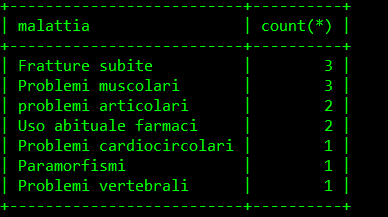 +--------------------------+----------+
| malattia | count(*) |
+--------------------------+----------+
| Fratture subite | 3 |
| Problemi muscolari | 3 |
| problemi articolari | 2 |
| Uso abituale farmaci | 2 |
| Problemi cardiocircolari | 1 |
| Paramorfismi | 1 |
| Problemi vertebrali | 1 |
+--------------------------+----------+